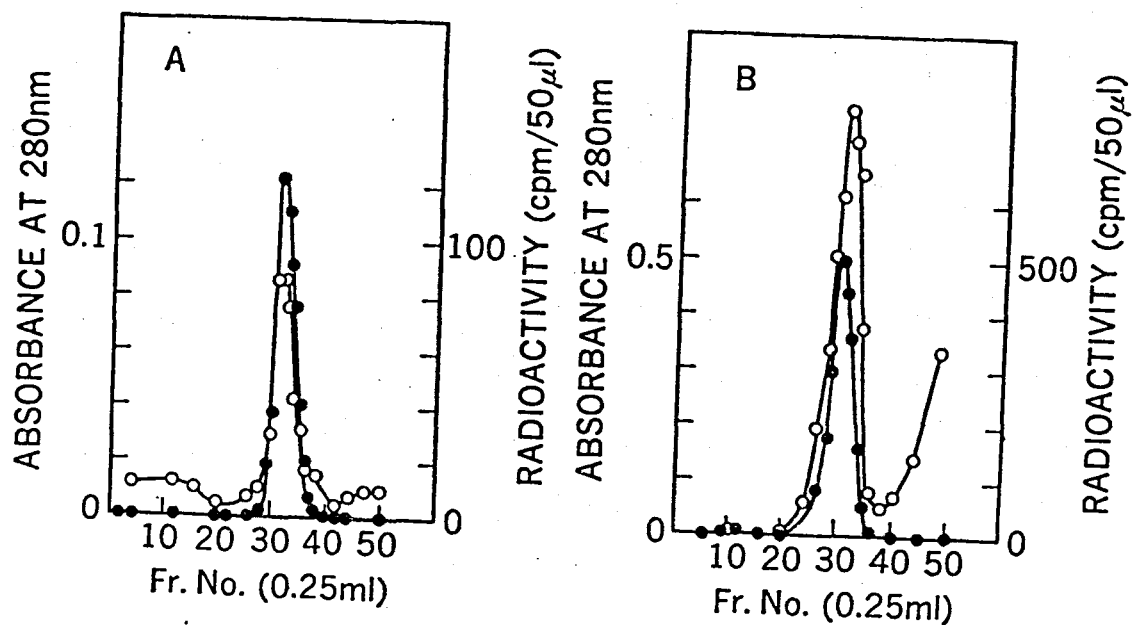 A
ABSORBANCE AT 280nm
0.1
0
100
0
RADIOACTIVITY (cpm/50μl)
10 20 30 40 50
Fr. No. (0.25ml)
B
ABSORBANCE AT 280nm
0.5
0
500
0
RADIOACTIVITY (cpm/50μl)
10 20 30 40 50
Fr. No. (0.25ml)